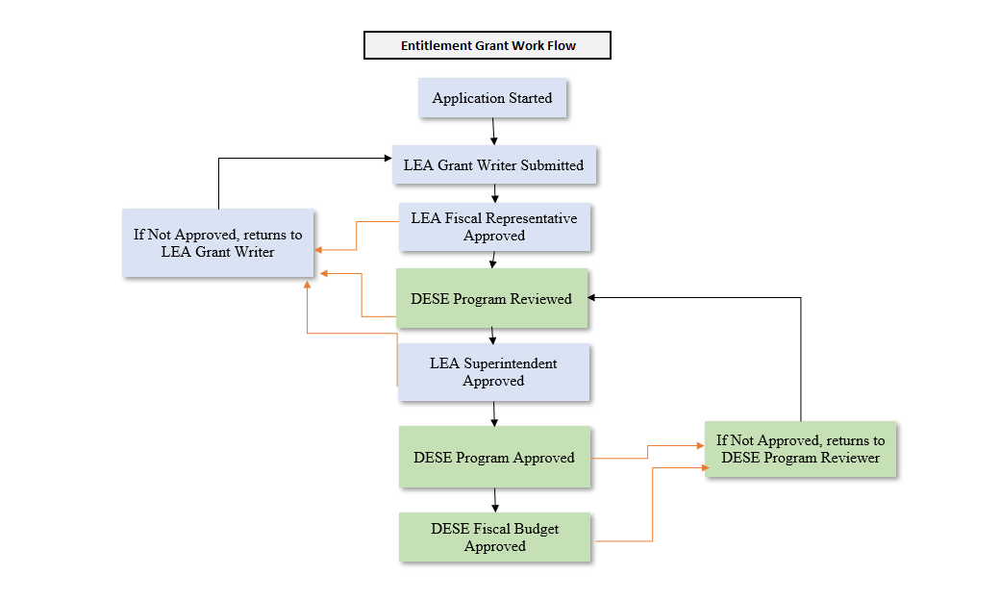 Entitlement Grant Work Flow
Application Started
LEA Grant Writer Submitted
LEA Fiscal Representative
Approved
If Not Approved, returns to
LEA Grant Writer
DESE Program Reviewed
LEA Superintendent
Approved
DESE Program Approved
If Not Approved, returns to
DESE Program Reviewer
DESE Fiscal Budget
Approved